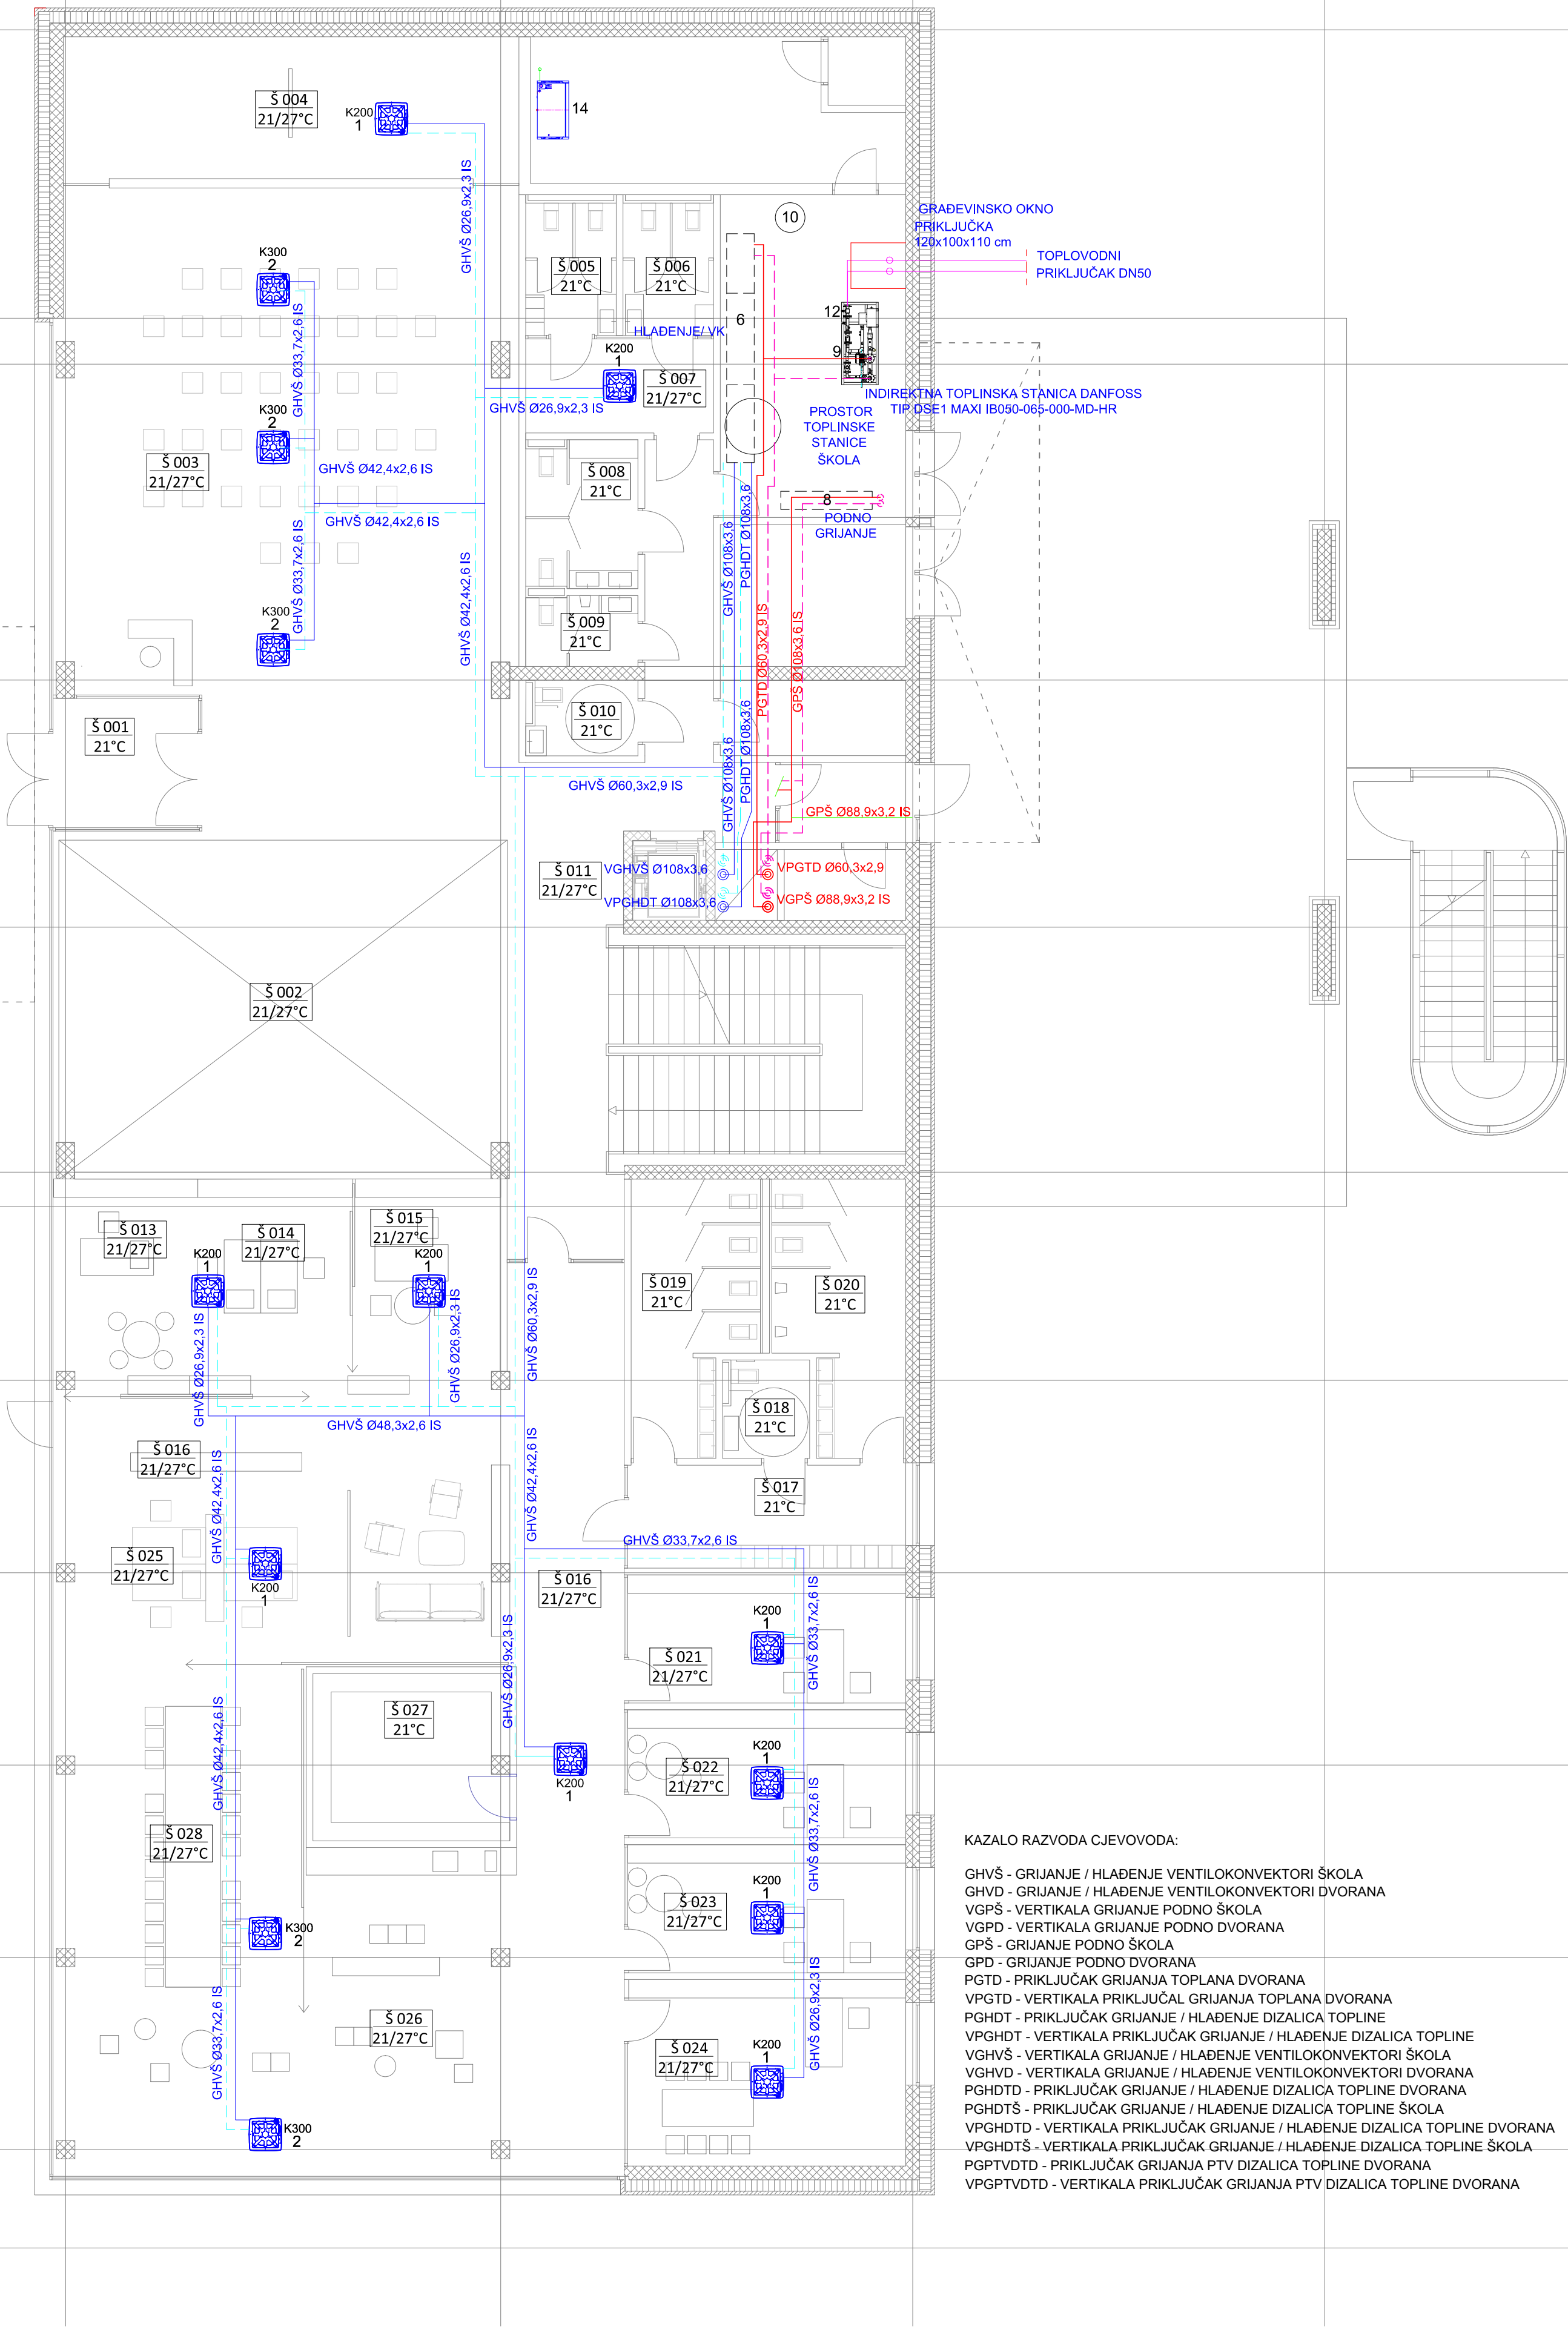 Š 004
21/27°C
K200
1
14
GHVŠ Ø26,9x2,3 IS
10
GRAĐEVINSKO OKNO
PRIKLJUČKA
120x100x110 cm
TOPLOVODNI
PRIKLJUČAK DN50
K300
2
Š 005
21°C
Š 006
21°C
GHVŠ Ø33,7x2,6 IS
HLAĐENJE/ VK
6
12
9
K200
1
Š 007
21/27°C
GHVŠ Ø26,9x2,3 IS
INDIREKTNA TOPLINSKA STANICA DANFOSS
TIP DSE1 MAXI IB050-065-000-MD-HR
PROSTOR
TOPLINSKE
STANICE
ŠKOLA
K300
2
Š 003
21/27°C
GHVŠ Ø42,4x2,6 IS
Š 008
21°C
8
PODNO
GRIJANJE
GHVŠ Ø42,4x2,6 IS
GHVŠ Ø33,7x2,6 IS
GHVŠ Ø42,4x2,6 IS
GHVŠ Ø108x3,6
PGHDT Ø108x3,6
K300
2
Š 009
21°C
PGTD Ø60,3x2,9 IS
GPŠ Ø108x3,6 IS
Š 001
21°C
Š 010
21°C
GHVŠ Ø108x3,6
PGHDT Ø108x3,6
GHVŠ Ø60,3x2,9 IS
GPŠ Ø88,9x3,2 IS
Š 011
21/27°C
VGHVŠ Ø108x3,6
VPGTD Ø60,3x2,9
VPGHDT Ø108x3,6
VGPŠ Ø88,9x3,2 IS
Š 002
21/27°C
Š 013
21/27°C
Š 014
21/27°C
Š 015
21/27°C
K200
1
K200
1
GHVŠ Ø26,9x2,3 IS
GHVŠ Ø26,9x2,3 IS
GHVŠ Ø60,3x2,9 IS
Š 019
21°C
Š 020
21°C
Š 018
21°C
GHVŠ Ø48,3x2,6 IS
Š 016
21/27°C
GHVŠ Ø42,4x2,6 IS
GHVŠ Ø42,4x2,6 IS
Š 017
21°C
GHVŠ Ø33,7x2,6 IS
Š 025
21/27°C
K200
1
Š 016
21/27°C
K200
1
GHVŠ Ø33,7x2,6 IS
Š 021
21/27°C
GHVŠ Ø26,9x2,3 IS
Š 027
21°C
GHVŠ Ø42,4x2,6 IS
K200
1
Š 022
21/27°C
K200
1
GHVŠ Ø33,7x2,6 IS
Š 028
21/27°C
K200
1
Š 023
21/27°C
K300
2
GHVŠ Ø33,7x2,6 IS
Š 026
21/27°C
GHVŠ Ø26,9x2,3 IS
Š 024
21/27°C
K200
1
K300
2
KAZALO RAZVODA CJEVOVODA:
GHVŠ - GRIJANJE / HLAĐENJE VENTILOKONVEKTORI ŠKOLA
GHVD - GRIJANJE / HLAĐENJE VENTILOKONVEKTORI DVORANA
VGPŠ - VERTIKALA GRIJANJE PODNO ŠKOLA
VGPD - VERTIKALA GRIJANJE PODNO DVORANA
GPŠ - GRIJANJE PODNO ŠKOLA
GPD - GRIJANJE PODNO DVORANA
PGTD - PRIKLJUČAK GRIJANJA TOPLANA DVORANA
VPGTD - VERTIKALA PRIKLJUČAL GRIJANJA TOPLANA DVORANA
PGHDT - PRIKLJUČAK GRIJANJE / HLAĐENJE DIZALICA TOPLINE
VPGHDT - VERTIKALA PRIKLJUČAK GRIJANJE / HLAĐENJE DIZALICA TOPLINE
VGHVŠ - VERTIKALA GRIJANJE / HLAĐENJE VENTILOKONVEKTORI ŠKOLA
VGHVD - VERTIKALA GRIJANJE / HLAĐENJE VENTILOKONVEKTORI DVORANA
PGHDTD - PRIKLJUČAK GRIJANJE / HLAĐENJE DIZALICA TOPLINE DVORANA
PGHDTŠ - PRIKLJUČAK GRIJANJE / HLAĐENJE DIZALICA TOPLINE ŠKOLA
VPGHDTD - VERTIKALA PRIKLJUČAK GRIJANJE / HLAĐENJE DIZALICA TOPLINE DVORANA
VPGHDTŠ - VERTIKALA PRIKLJUČAK GRIJANJE / HLAĐENJE DIZALICA TOPLINE ŠKOLA
PGPTVDTD - PRIKLJUČAK GRIJANJA PTV DIZALICA TOPLINE DVORANA
VPGPTVDTD - VERTIKALA PRIKLJUČAK GRIJANJA PTV DIZALICA TOPLINE DVORANA